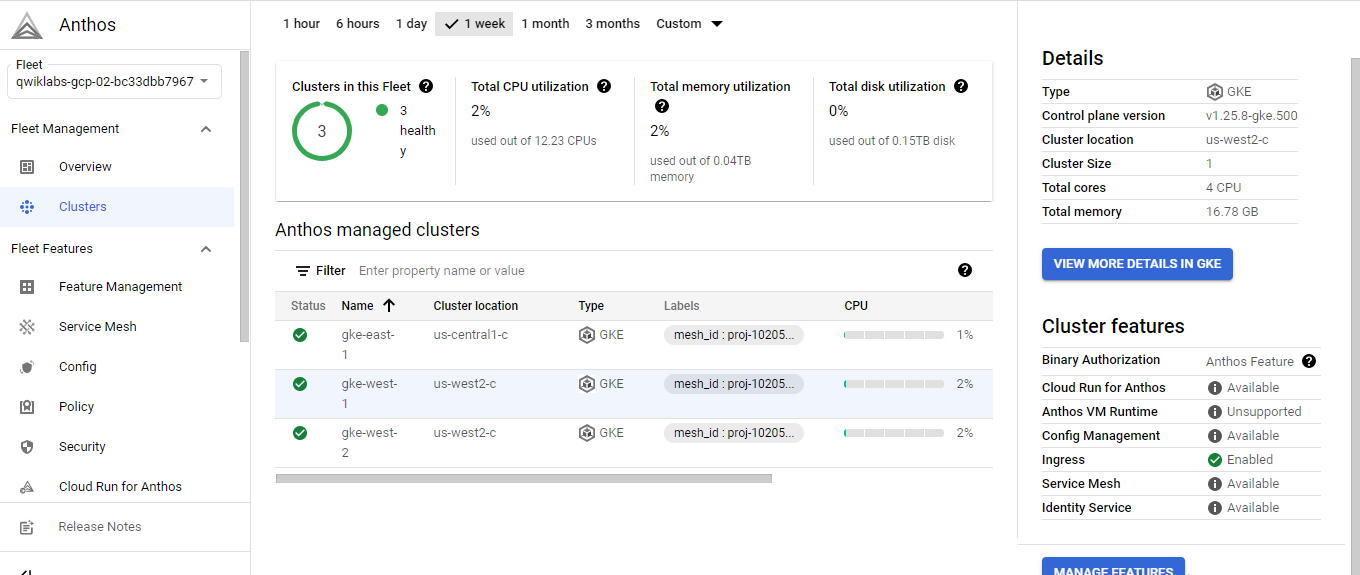 Anthos
Fleet
qwiklabs-gcp-02-bc33dbb7967
Fleet Management
Overview
Clusters
Fleet Features
Feature Management
Service Mesh
Config
Policy
Security
Cloud Run for Anthos
Release Notes
1 hour 6 hours 1 day 1 week 1 month 3 months Custom
Clusters in this Fleet
3
3
health
y
Total CPU utilization
2%
used out of 12.23 CPUs
Total memory utilization
2%
used out of 0.04TB
memory
Total disk utilization
0%
used out of 0.15TB disk
Anthos managed clusters
Filter Enter property name or value
Status Name Cluster location Type Labels CPU
gke-east- us-central1-c GKE mesh_id : proj-10205... 1%
1
gke-west- us-west2-c GKE mesh_id : proj-10205... 2%
1
gke-west- us-west2-c GKE mesh_id : proj-10205... 2%
2
Details
Type GKE
Control plane version v1.25.8-gke.500
Cluster location us-west2-c
Cluster Size 1
Total cores 4 CPU
Total memory 16.78 GB
VIEW MORE DETAILS IN GKE
Cluster features
Binary Authorization Anthos Feature
Cloud Run for Anthos Available
Anthos VM Runtime Unsupported
Config Management Available
Ingress Enabled
Service Mesh Available
Identity Service Available
MANAGE FEATURES